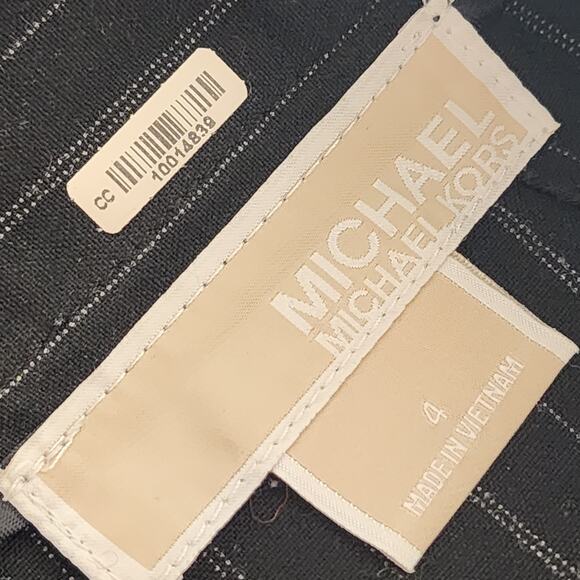 CC
10014839
MICHAEL
MICHAEL KORS
4
MADE IN VIETNAM